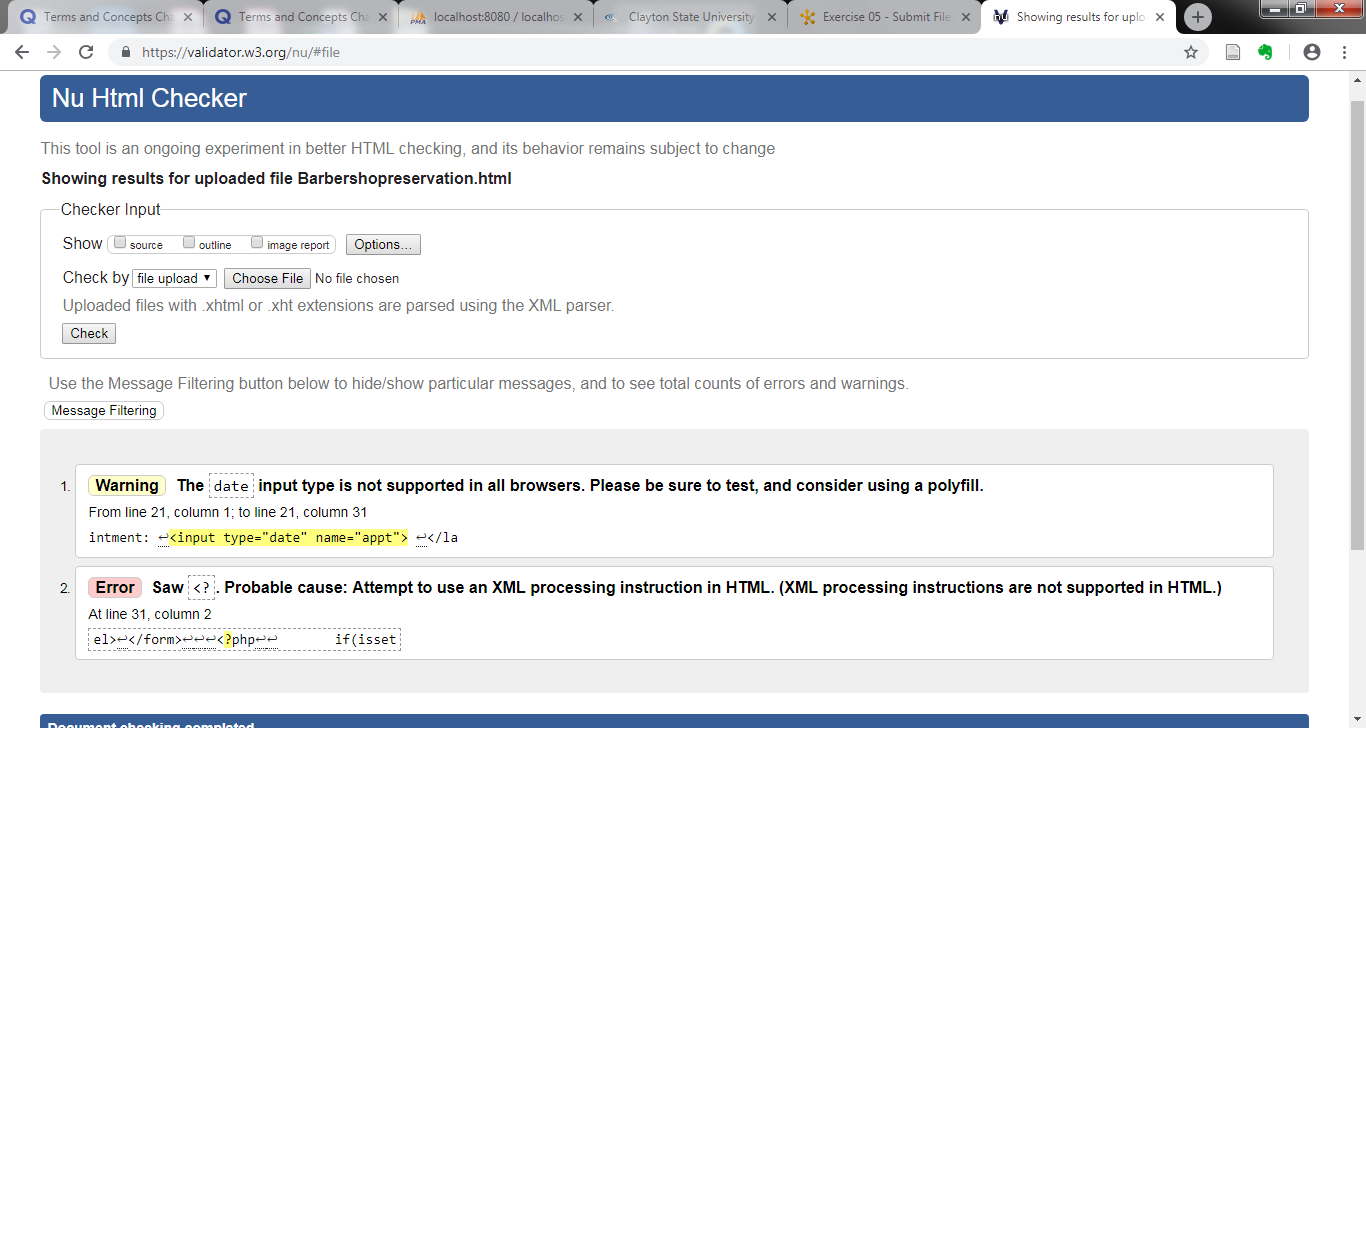 Terms and Concepts Cha
Terms and Concepts Cha
PMA localhost:8080 / localhos
Clayton State University
Exercise 05 - Submit File
nu Showing results for uplo
https://validator.w3.org/nu/#file
Nu Html Checker
This tool is an ongoing experiment in better HTML checking, and its behavior remains subject to change
Showing results for uploaded file Barbershopreservation.html
Checker Input
Show source outline image report Options...
Check by file upload ▼ Choose File No file chosen
Uploaded files with .xhtml or .xht extensions are parsed using the XML parser.
Check
Use the Message Filtering button below to hide/show particular messages, and to see total counts of errors and warnings.
Message Filtering
1. Warning The date input type is not supported in all browsers. Please be sure to test, and consider using a polyfill.
From line 21, column 1; to line 21, column 31
intment: ↩<input type="date" name="appt"> ↩</la
2. Error Saw <?. Probable cause: Attempt to use an XML processing instruction in HTML. (XML processing instructions are not supported in HTML.)
At line 31, column 2
el>↩</form>↩↩↩<?php↩↩ if(isset
Document checking completed.